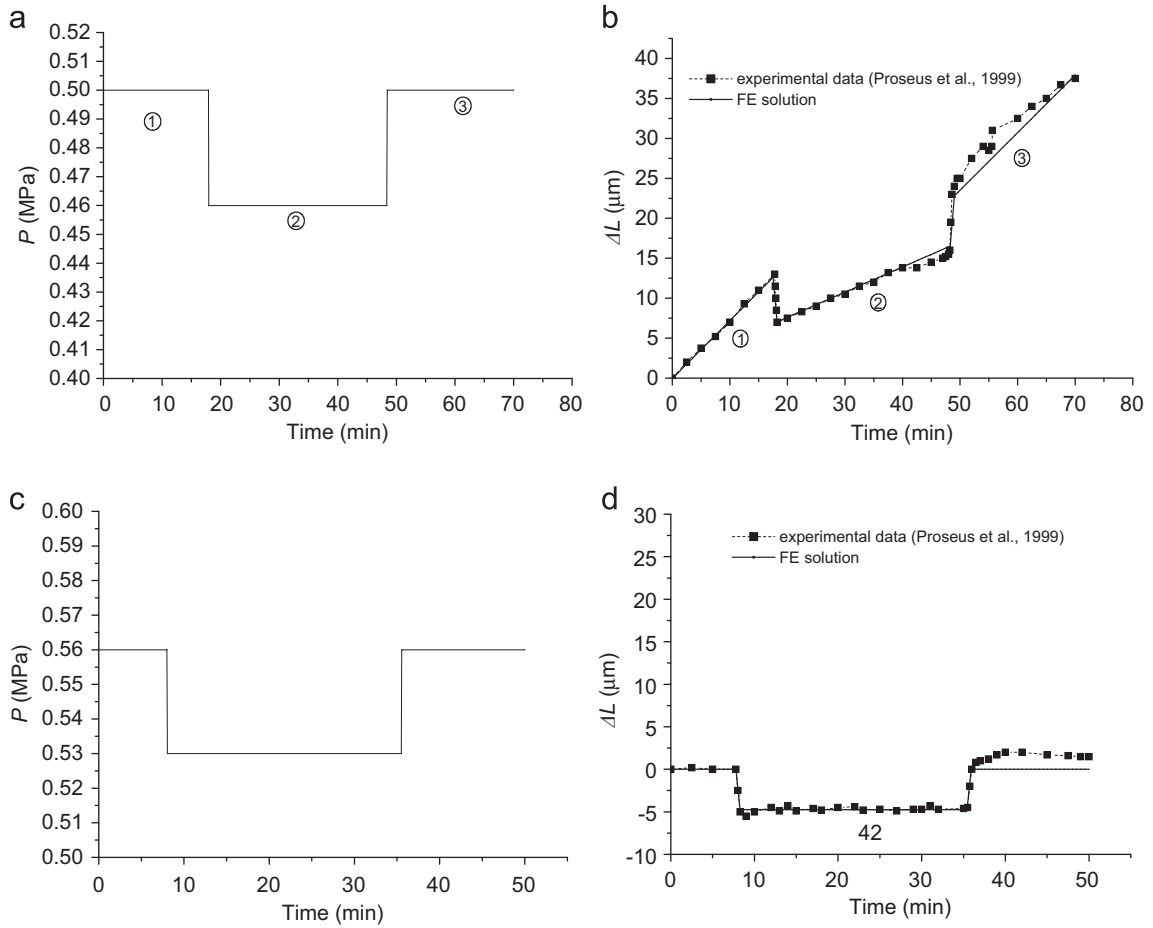 a
0.52
0.51
0.50
0.49
0.48
0.47
0.46
0.45
0.44
0.43
0.42
0.41
0.40
P (MPa)
①
②
③
0 10 20 30 40 50 60 70 80
Time (min)
b
40
35
30
25
20
15
10
5
0
ΔL (μm)
experimental data (Proseus et al., 1999)
FE solution
①
②
③
0 10 20 30 40 50 60 70 80
Time (min)
c
0.60
0.59
0.58
0.57
0.56
0.55
0.54
0.53
0.52
0.51
0.50
P (MPa)
0 10 20 30 40 50
Time (min)
d
30
25
20
15
10
5
0
-5
-10
ΔL (μm)
experimental data (Proseus et al., 1999)
FE solution
42
0 10 20 30 40 50
Time (min)